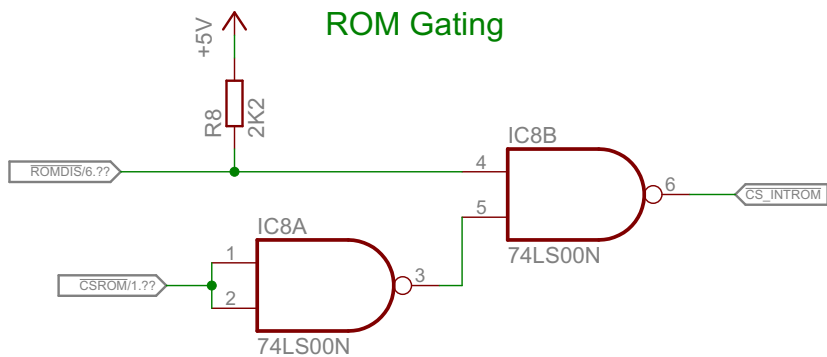 ROM Gating
+5V
R8
2K2
IC8B
ROMDIS/6.??
4
6
CS_INTROM
5
IC8A
74LS00N
1
CSROM/1.??
3
2
74LS00N